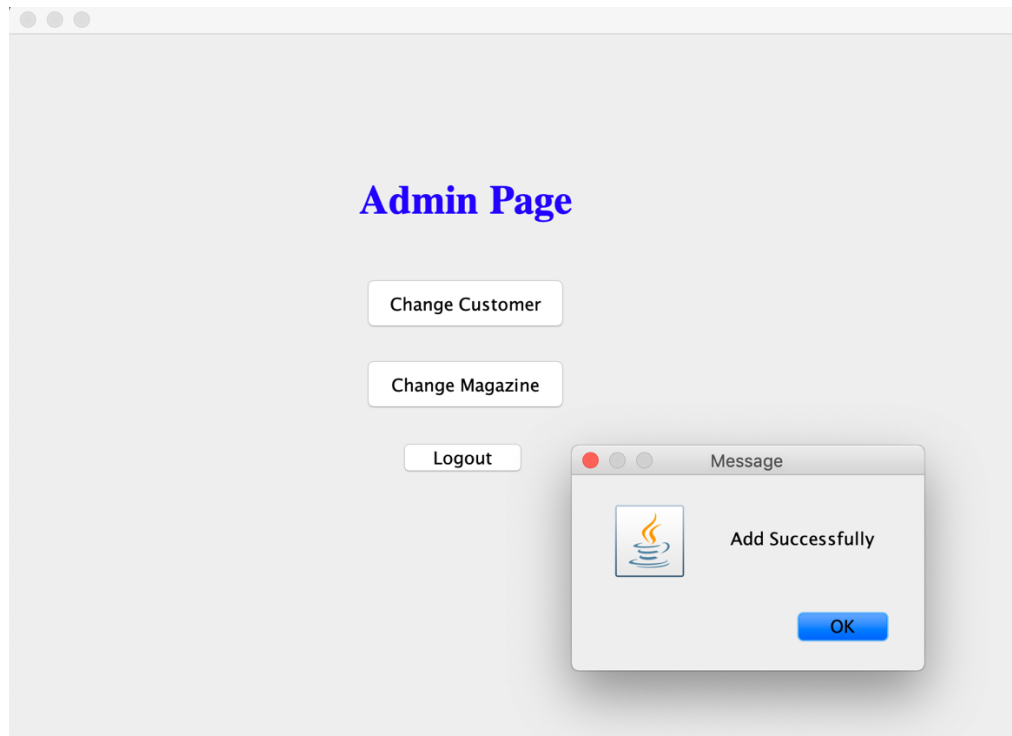 Admin Page
Change Customer
Change Magazine
Logout
Message
Add Successfully
OK